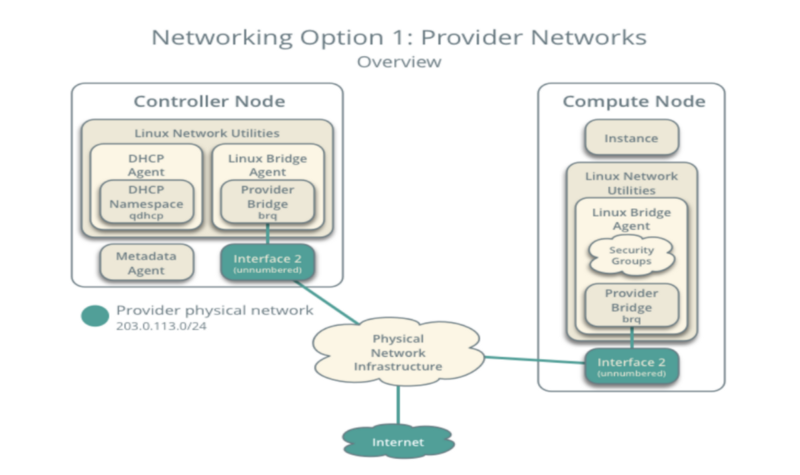 Networking Option 1: Provider Networks
Overview
Controller Node
Linux Network Utilities
DHCP
Agent
DHCP
Namespace
qdhcp
Linux Bridge
Agent
Provider
Bridge
brq
Metadata
Agent
Interface 2
(unnumbered)
Provider physical network
203.0.113.0/24
Physical
Network
Infrastructure
Internet
Compute Node
Instance
Linux Network
Utilities
Linux Bridge
Agent
Security
Groups
Provider
Bridge
brq
Interface 2
(unnumbered)